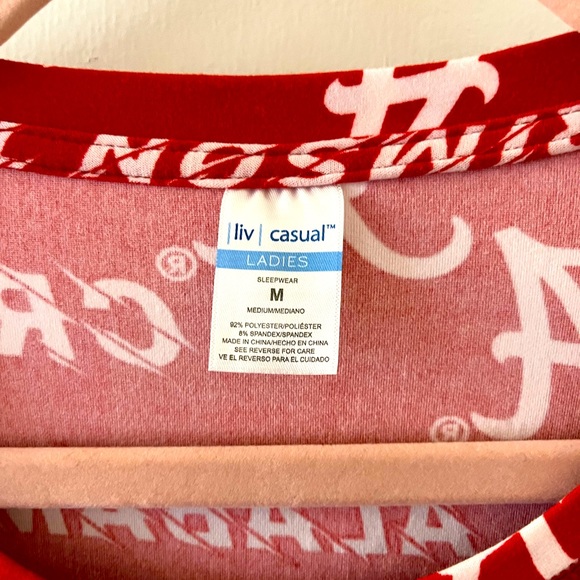 CRIMSON
|liv| casual™
LADIES
SLEEPWEAR
M
MEDIUM/MEDIANO
92% POLYESTER/POLIÉSTER
8% SPANDEX/SPANDEX
MADE IN CHINA/HECHO EN CHINA
SEE REVERSE FOR CARE
VE EL REVERSO PARA EL CUIDADO